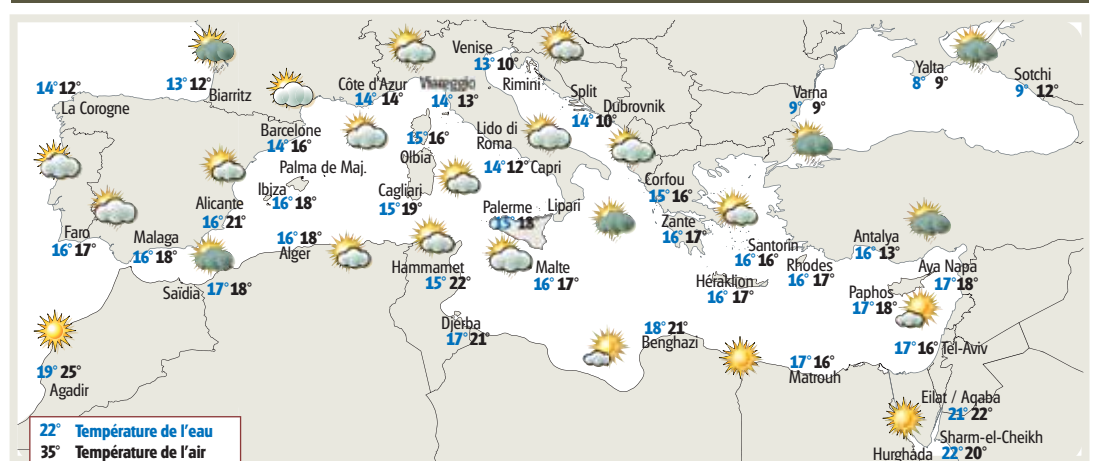 14° 12°
La Corogne
13° 12°
Biarritz
Côte d'Azur
14° 14°
Viareggio
14° 13°
Venise
13° 10°
Rimini
Split
14° 10°
Dubrovnik
Varna
9° 9°
Yalta
8° 9°
Sotchi
9° 12°
Barcelone
14° 16°
Palma de Maj.
Ibiza
16° 18°
Alicante
16° 21°
15° 16°
Olbia
Lido di
Roma
14° 12°
Capri
Cagliari
15° 19°
Palerme
15° 18°
Lipari
Corfou
15° 16°
Zante
16° 17°
Faro
16° 17°
Malaga
16° 18°
16° 18°
Alger
Saïdia
17° 18°
Hammamet
15° 22°
Malte
16° 17°
Santorin
16° 16°
Héraklion
16° 17°
Rhodes
16° 17°
Antalya
16° 13°
Aya Napa
17° 18°
Paphos
17° 18°
Djerba
17° 21°
18° 21°
Benghazi
17° 16°
Matrouh
17° 16°
Tel-Aviv
19° 25°
Agadir
Eilat / Aqaba
21° 22°
Sharm-el-Cheikh
Hurghada
22° 20°
22° Température de l'eau
35° Température de l'air